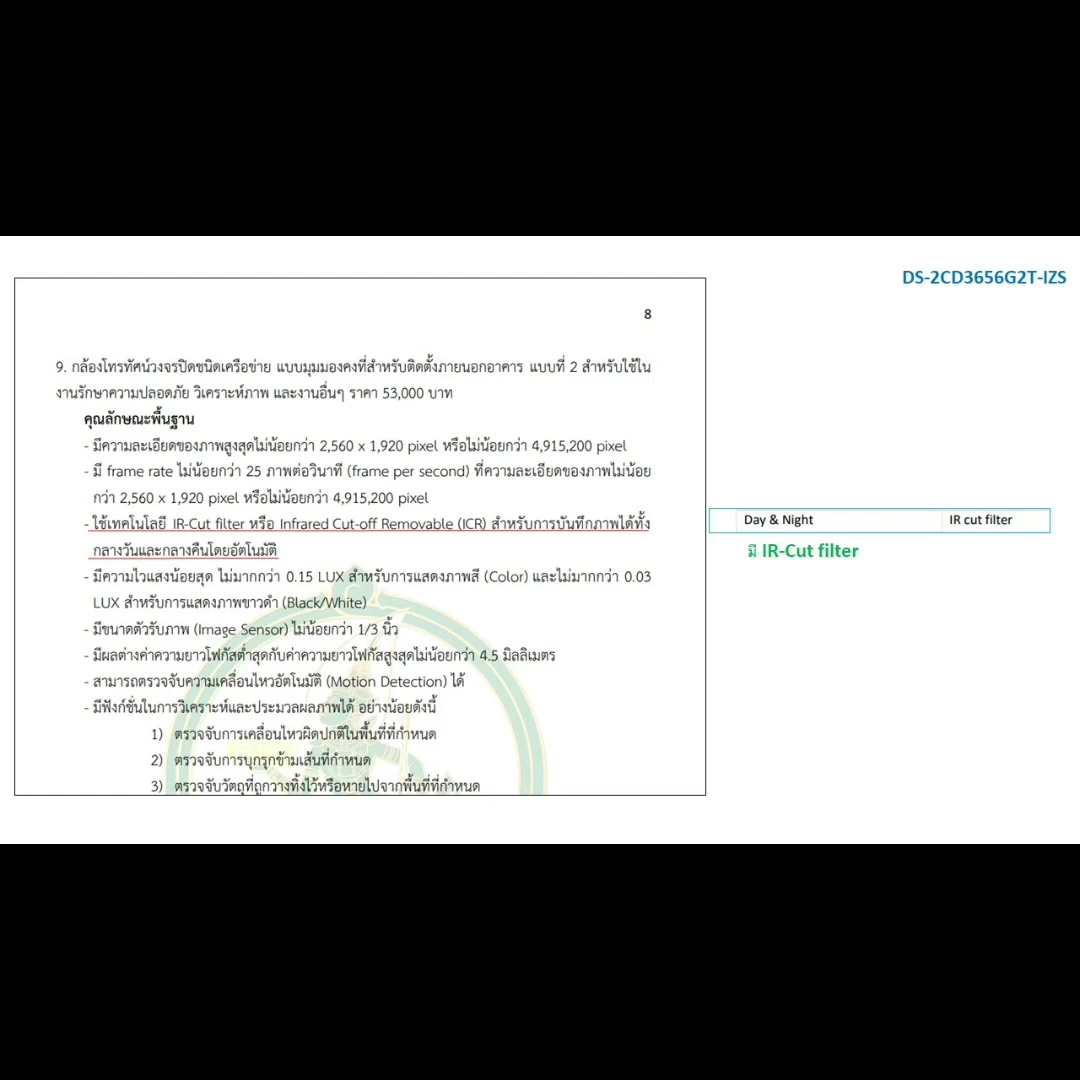 DS-2CD3656G2T-IZS
8
9. กล้องโทรทัศน์วงจรปิดชนิดเครือข่าย แบบมุมมองคงที่สำหรับติดตั้งภายนอกอาคาร แบบที่ 2 สำหรับใช้ใน
งานรักษาความปลอดภัย วิเคราะห์ภาพ และงานอื่นๆ ราคา 53,000 บาท
คุณลักษณะพื้นฐาน
- มีความละเอียดของภาพสูงสุดไม่น้อยกว่า 2,560 x 1,920 pixel หรือไม่น้อยกว่า 4,915,200 pixel
- มี frame rate ไม่น้อยกว่า 25 ภาพต่อวินาที (frame per second) ที่ความละเอียดของภาพไม่น้อย
กว่า 2,560 x 1,920 pixel หรือไม่น้อยกว่า 4,915,200 pixel
- ใช้เทคโนโลยี IR-Cut filter หรือ Infrared Cut-off Removable (ICR) สำหรับการบันทึกภาพได้ทั้ง
กลางวันและกลางคืนโดยอัตโนมัติ
Day & Night IR cut filter
มี IR-Cut filter
- มีความไวแสงน้อยสุด ไม่มากกว่า 0.15 LUX สำหรับการแสดงภาพสี (Color) และไม่มากกว่า 0.03
LUX สำหรับการแสดงภาพขาวดำ (Black/White)
- มีขนาดตัวรับภาพ (Image Sensor) ไม่น้อยกว่า 1/3 นิ้ว
- มีผลต่างค่าความยาวโฟกัสต่ำสุดกับค่าความยาวโฟกัสสูงสุดไม่น้อยกว่า 4.5 มิลลิเมตร
- สามารถตรวจจับความเคลื่อนไหวอัตโนมัติ (Motion Detection) ได้
- มีฟังก์ชั่นในการวิเคราะห์และประมวลผลภาพได้ อย่างน้อยดังนี้
1) ตรวจจับการเคลื่อนไหวผิดปกติในพื้นที่ที่กำหนด
2) ตรวจจับการบุกรุกข้ามเส้นที่กำหนด
3) ตรวจจับวัตถุที่ถูกวางทิ้งไว้หรือหายไปจากพื้นที่ที่กำหนด